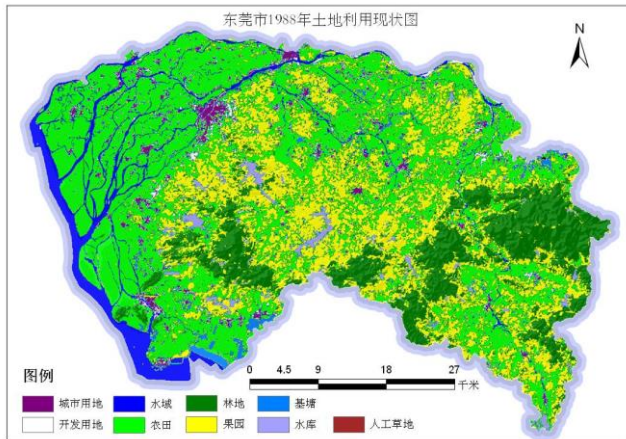 东莞市1988年土地利用现状图
N
图例
0 4.5 9 18 27
千米
城市用地 水域 林地 基塘
开发用地 农田 果园 水库 人工草地